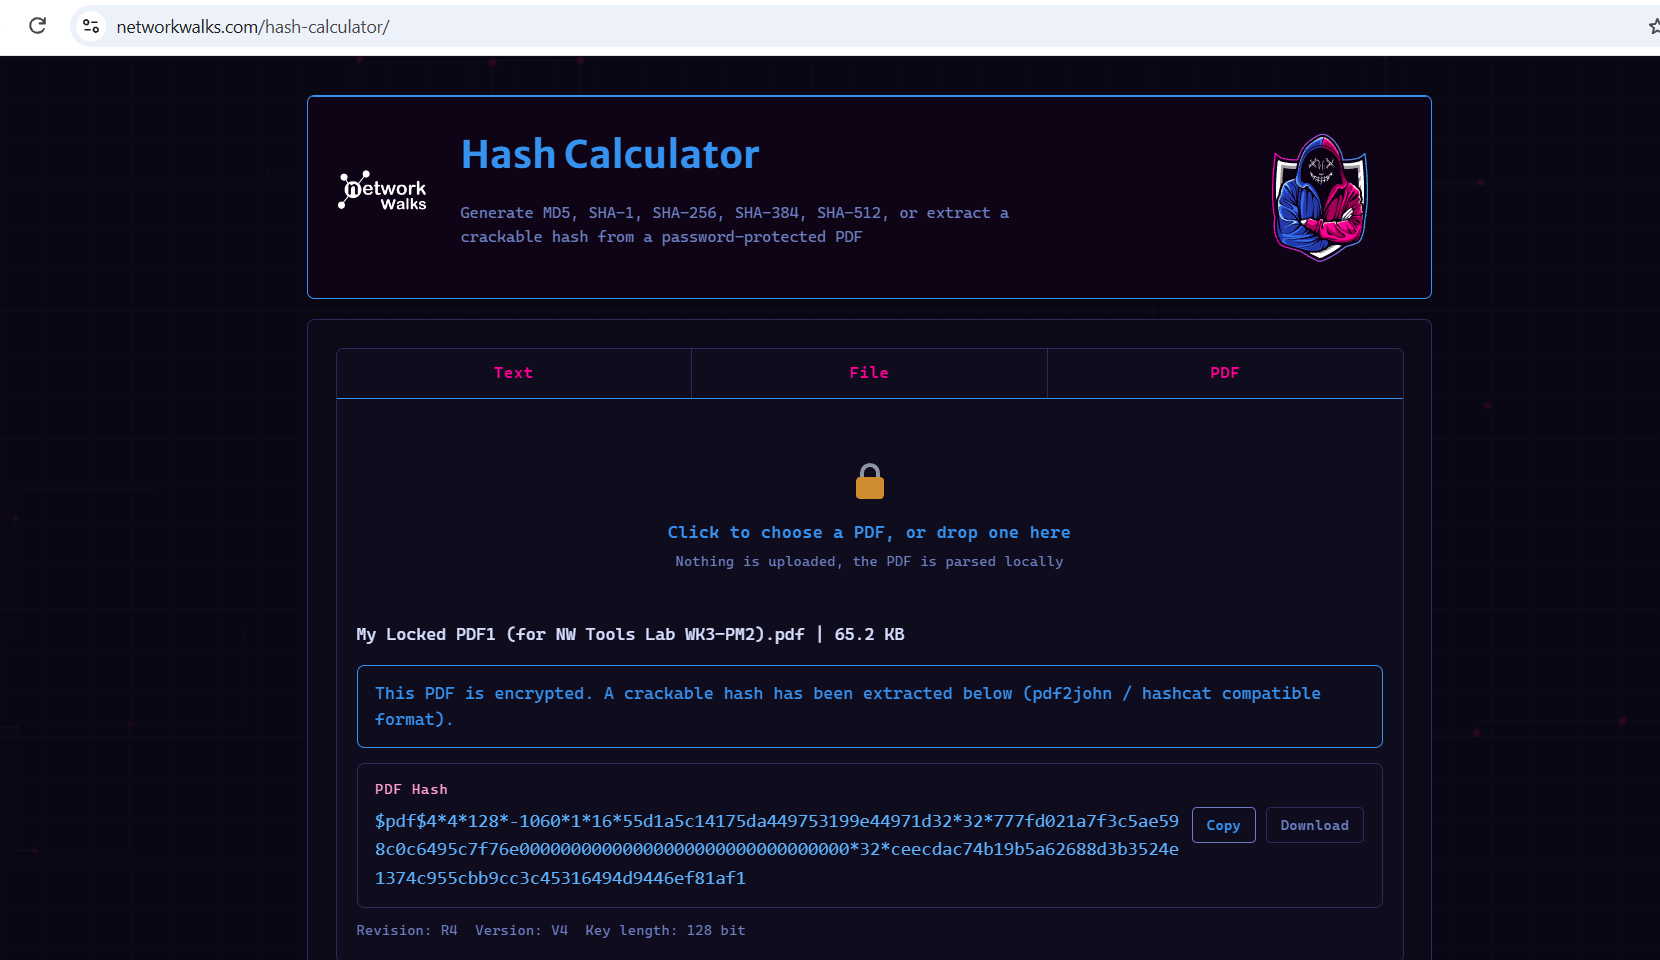 networkwalks.com/hash-calculator/
network
Walks
Hash Calculator
Generate MD5, SHA-1, SHA-256, SHA-384, SHA-512, or extract a
crackable hash from a password-protected PDF
Text
File
PDF
Click to choose a PDF, or drop one here
Nothing is uploaded, the PDF is parsed locally
My Locked PDF1 (for NW Tools Lab WK3-PM2).pdf | 65.2 KB
This PDF is encrypted. A crackable hash has been extracted below (pdf2john / hashcat compatible
format).
PDF Hash
$pdf$4*4*128*-1060*1*16*55d1a5c14175da449753199e44971d32*32*777fd021a7f3c5ae59
8c0c6495c7f76e00000000000000000000000000000000*32*ceecdac74b19b5a62688d3b3524e
1374c955cbb9cc3c45316494d9446ef81af1
Copy
Download
Revision: R4 Version: V4 Key length: 128 bit